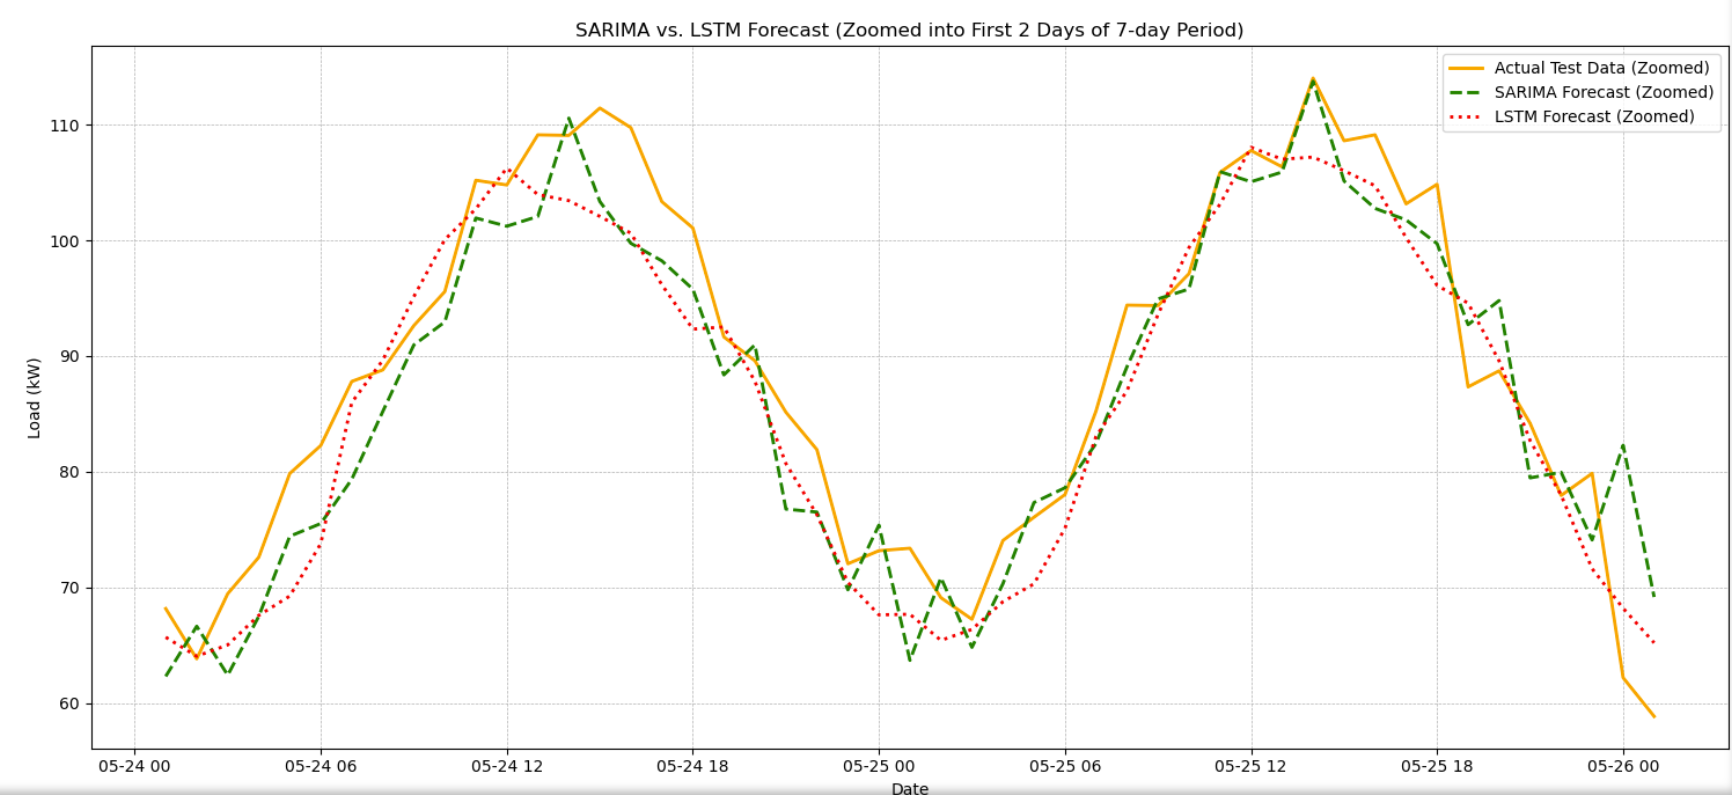 SARIMA vs. LSTM Forecast (Zoomed into First 2 Days of 7-day Period)
Actual Test Data (Zoomed)
SARIMA Forecast (Zoomed)
LSTM Forecast (Zoomed)
Load (kW)
110
100
90
80
70
60
05-24 00 05-24 06 05-24 12 05-24 18 05-25 00 05-25 06 05-25 12 05-25 18 05-26 00
Date